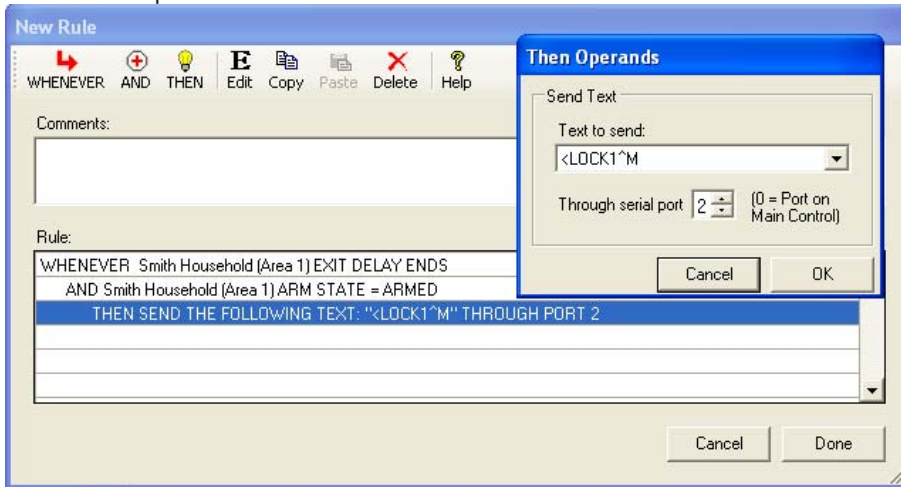 New Rule
WHENEVER AND THEN E Edit Copy Paste Delete ? Help
Comments:
Rule:
WHENEVER Smith Household (Area 1) EXIT DELAY ENDS
AND Smith Household (Area 1) ARM STATE = ARMED
THEN SEND THE FOLLOWING TEXT: "<LOCK1^M" THROUGH PORT 2
Cancel Done
Then Operands
Send Text
Text to send:
<LOCK1^M
Through serial port 2 (0 = Port on
Main Control)
Cancel OK